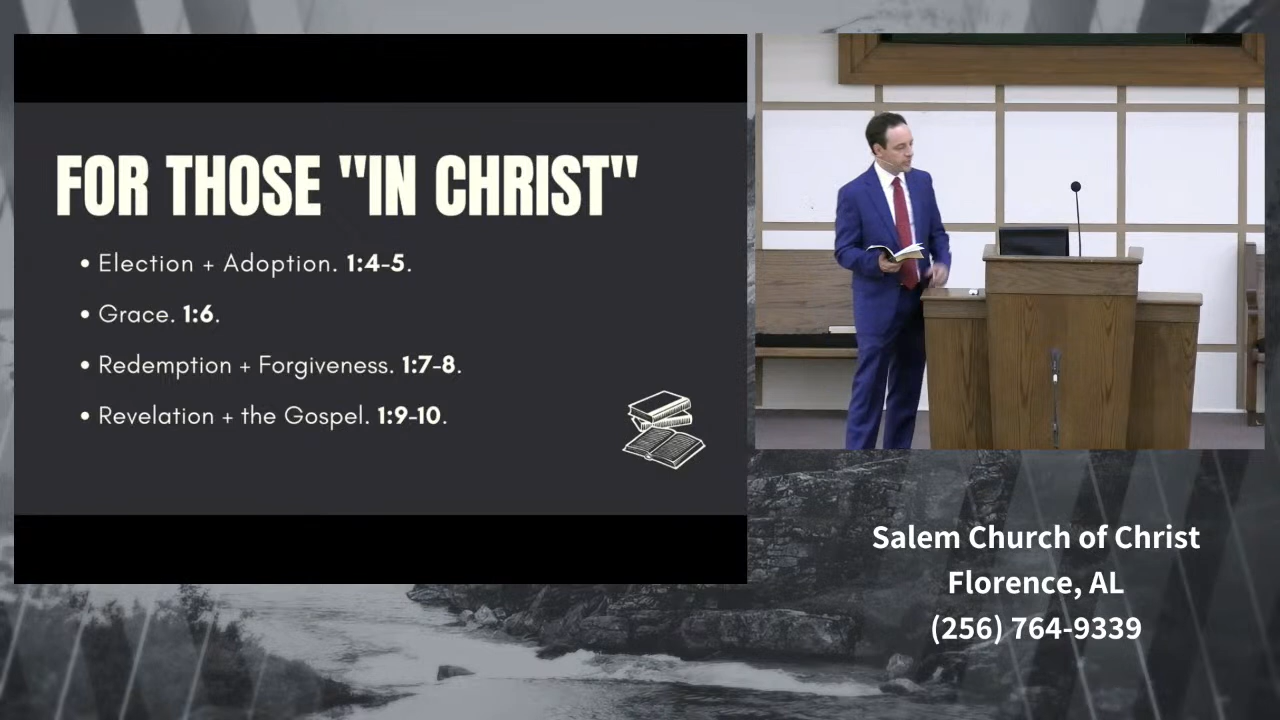 FOR THOSE "IN CHRIST"
• Election + Adoption. 1:4-5.
• Grace. 1:6.
• Redemption + Forgiveness. 1:7-8.
• Revelation + the Gospel. 1:9-10.
Salem Church of Christ
Florence, AL
(256) 764-9339